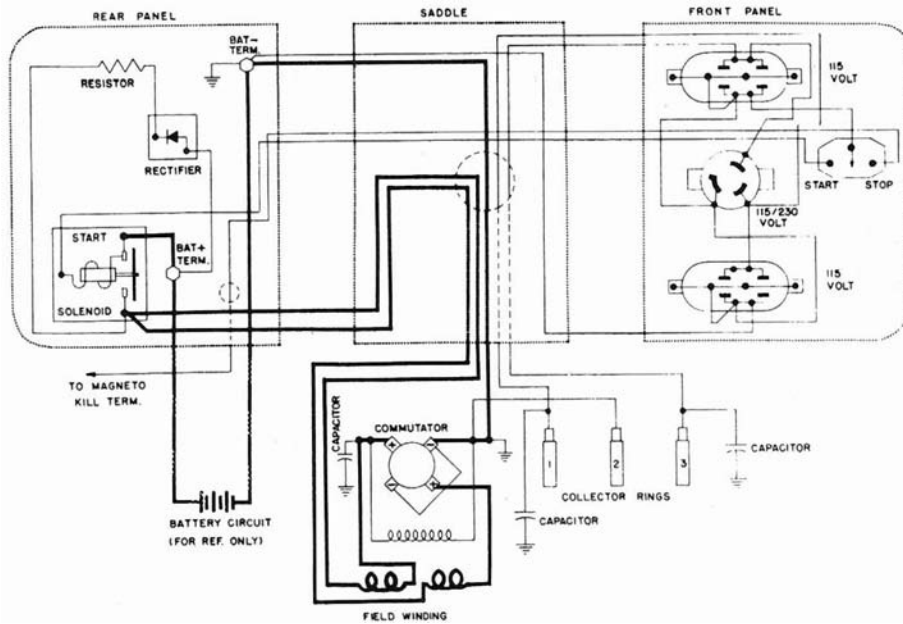 REAR PANEL
SADDLE
FRONT PANEL
BAT-
TERM.
RESISTOR
RECTIFIER
START
BAT+
TERM.
SOLENOID
TO MAGNETO
KILL TERM.
BATTERY CIRCUIT
(FOR REF. ONLY)
115
VOLT
START
STOP
115/230
VOLT
115
VOLT
CAPACITOR
COMMUTATOR
+
-
-
+
1
2
3
CAPACITOR
COLLECTOR RINGS
CAPACITOR
FIELD WINDING